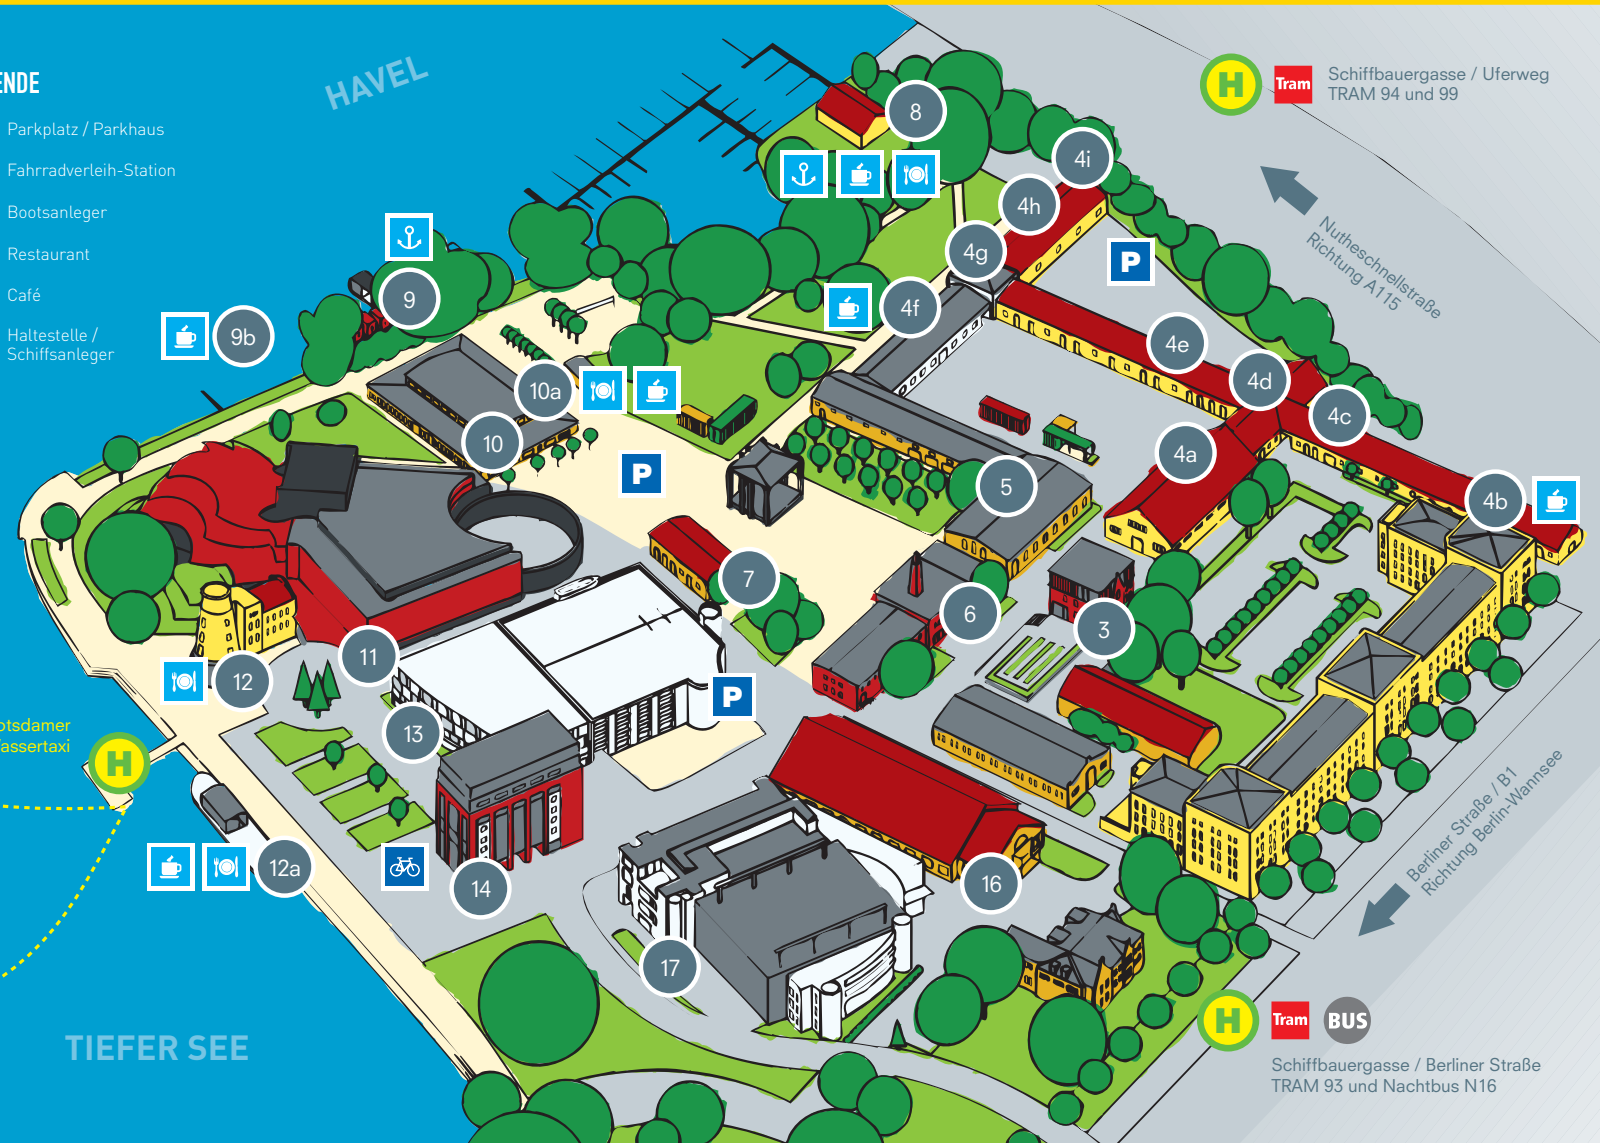 ENDE
Parkplatz / Parkhaus
Fahrradverleih-Station
Bootsanleger
Restaurant
Café
Haltestelle /
Schiffsanleger
HAVEL
H
Tram
Schiffbauergasse / Uferweg
TRAM 94 und 99
Nutheschnellstraße
Richtung A115
8
4i
4h
4g
P
9
4f
9b
4e
4d
10a
4c
10
4a
P
5
4b
7
6
3
11
12
P
13
otsdamer
assertaxi
H
12a
14
16
17
Berliner Straße / B1
Richtung Berlin-Wannsee
TIEFER SEE
H
Tram
BUS
Schiffbauergasse / Berliner Straße
TRAM 93 und Nachtbus N16